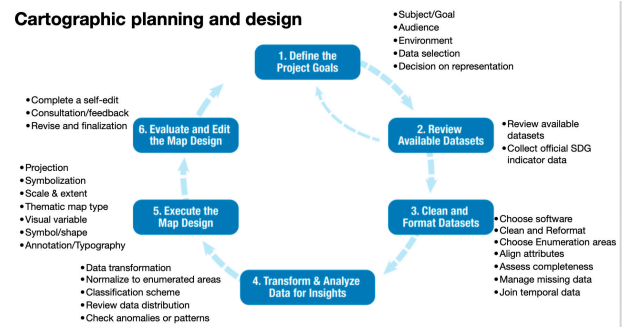 Cartographic planning and design
•Subject/Goal
•Audience
•Environment
•Data selection
•Decision on representation
1. Define the
Project Goals
2. Review
Available Datasets
•Review available
datasets
•Collect official SDG
indicator data
3. Clean and
Format Datasets
•Choose software
•Clean and Reformat
•Choose Enumeration areas
•Align attributes
•Assess completeness
•Manage missing data
•Join temporal data
4. Transform & Analyze
Data for Insights
•Data transformation
•Normalize to enumerated areas
•Classification scheme
•Review data distribution
•Check anomalies or patterns
5. Execute the
Map Design
•Projection
•Symbolization
•Scale & extent
•Thematic map type
•Visual variable
•Symbol/shape
•Annotation/Typography
6. Evaluate and Edit
the Map Design
•Complete a self-edit
•Consultation/feedback
•Revise and finalization